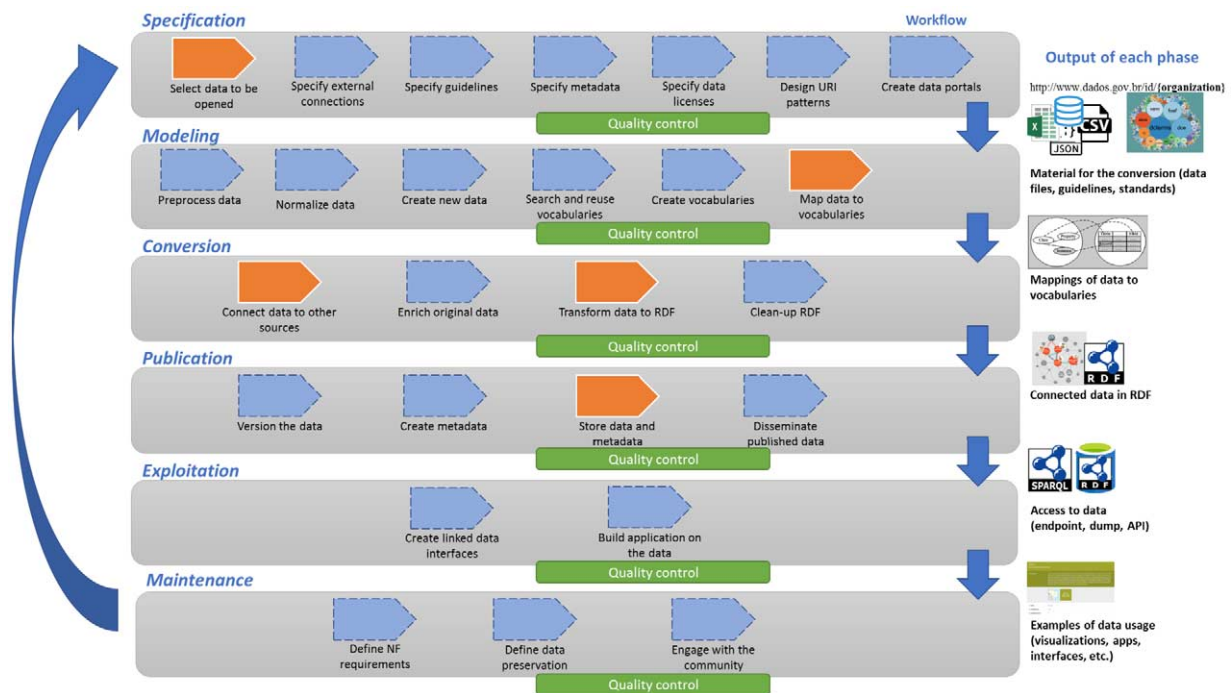 Specification
Workflow
Select data to be
opened
Specify external
connections
Specify guidelines
Specify metadata
Specify data
licenses
Design URI
patterns
Create data portals
Quality control
Output of each phase
http://www.dados.gov.br/id/{organization}
CSV
JSON
Material for the conversion (data
files, guidelines, standards)
Modeling
Preprocess data
Normalize data
Create new data
Search and reuse
vocabularies
Create vocabularies
Map data to
vocabularies
Quality control
Mappings of data to
vocabularies
Conversion
Connect data to other
sources
Enrich original data
Transform data to RDF
Clean-up RDF
Quality control
RDF
Connected data in RDF
Publication
Version the data
Create metadata
Store data and
metadata
Disseminate
published data
Quality control
SPARQL
RDF
Access to data
(endpoint, dump, API)
Exploitation
Create linked data
interfaces
Build application on
the data
Quality control
Examples of data usage
(visualizations, apps,
interfaces, etc.)
Maintenance
Define NF
requirements
Define data
preservation
Engage with the
community
Quality control